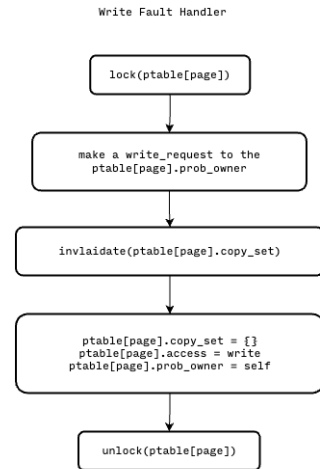 Write Fault Handler
lock(ptable[page])
make a write_request to the
ptable[page].prob_owner
invlaidate(ptable[page].copy_set)
ptable[page].copy_set = {}
ptable[page].access = write
ptable[page].prob_owner = self
unlock(ptable[page])